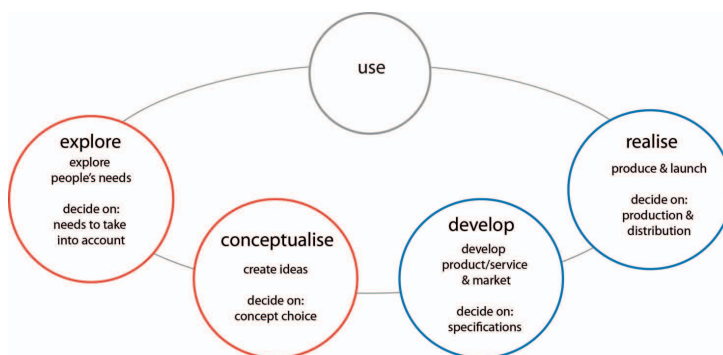 use
explore
explore
people's needs
decide on:
needs to take
into account
conceptualise
create ideas
decide on:
concept choice
develop
develop
product/service
& market
decide on:
specifications
realise
produce & launch
decide on:
production &
distribution